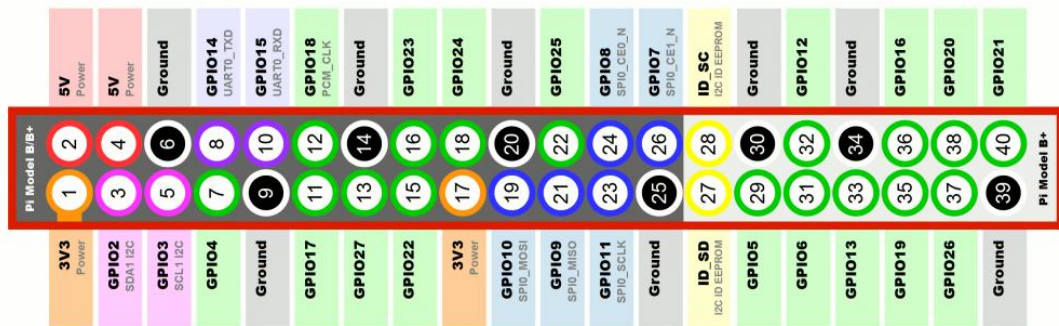 5V
Power
5V
Power
Ground
GPIO14
UART0_TXD
GPIO15
UART0_RXD
GPIO18
PCM_CLK
Ground
GPIO23
GPIO24
Ground
GPIO25
GPIO8
SPI0_CE0_N
GPIO7
SPI0_CE1_N
ID_SC
I2C ID EEPROM
Ground
GPIO12
Ground
GPIO16
GPIO20
GPIO21
Pi Model B/B+
2 4 6 8 10 12 14 16 18 20 22 24 26 28 30 32 34 36 38 40
1 3 5 7 9 11 13 15 17 19 21 23 25 27 29 31 33 35 37 39
Pi Model B+
3V3
Power
GPIO2
SDA1 I2C
GPIO3
SCL1 I2C
GPIO4
Ground
GPIO17
GPIO27
GPIO22
3V3
Power
GPIO10
SPI0_MOSI
GPIO9
SPI0_MISO
GPIO11
SPI0_SCLK
Ground
ID_SD
I2C ID EEPROM
GPIO5
GPIO6
GPIO13
GPIO19
GPIO26
Ground